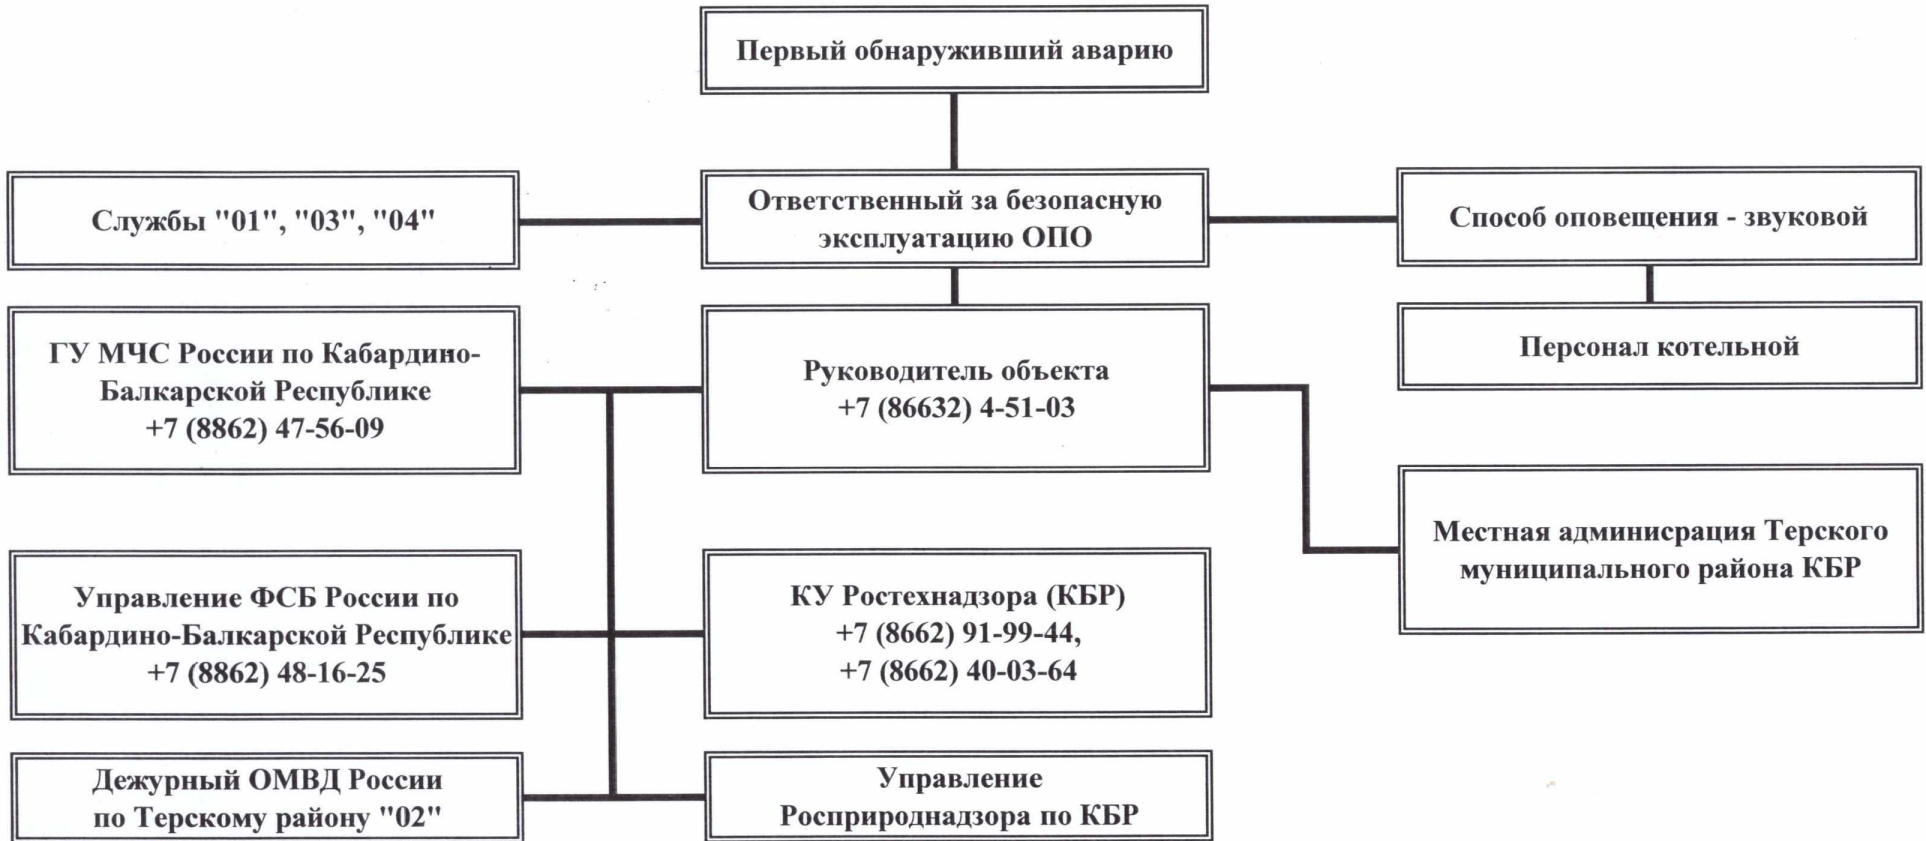 Первый обнаруживший аварию
Службы "01", "03", "04"
Ответственный за безопасную
эксплуатацию ОПО
Способ оповещения - звуковой
ГУ МЧС России по Кабардино-
Балкарской Республике
+7 (8862) 47-56-09
Руководитель объекта
+7 (86632) 4-51-03
Персонал котельной
Местная админисрация Терского
муниципального района КБР
Управление ФСБ России по
Кабардино-Балкарской Республике
+7 (8862) 48-16-25
КУ Ростехнадзора (КБР)
+7 (8662) 91-99-44,
+7 (8662) 40-03-64
Дежурный ОМВД России
по Терскому району "02"
Управление
Росприроднадзора по КБР